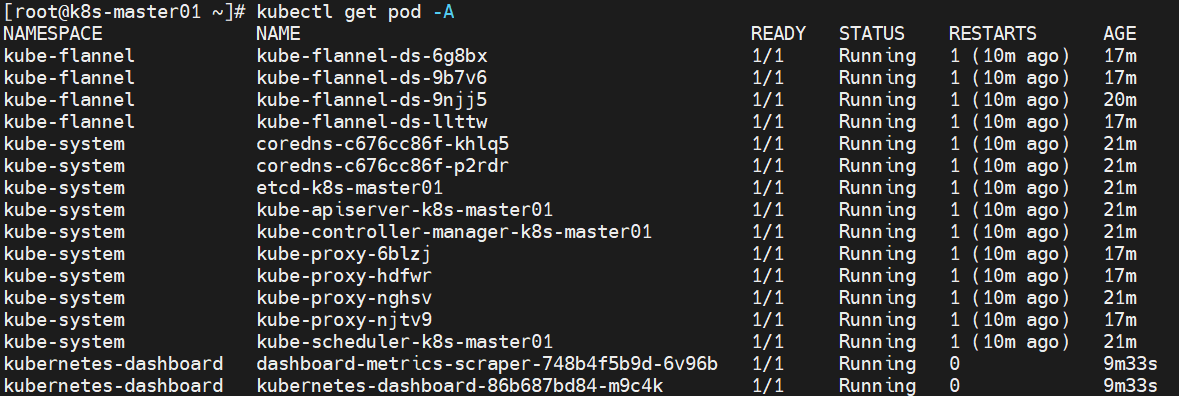 [root@k8s-master01 ~]# kubectl get pod -A
NAMESPACE NAME READY STATUS RESTARTS AGE
kube-flannel kube-flannel-ds-6g8bx 1/1 Running 1 (10m ago) 17m
kube-flannel kube-flannel-ds-9b7v6 1/1 Running 1 (10m ago) 17m
kube-flannel kube-flannel-ds-9njj5 1/1 Running 1 (10m ago) 20m
kube-flannel kube-flannel-ds-llttw 1/1 Running 1 (10m ago) 17m
kube-system coredns-c676cc86f-khlq5 1/1 Running 1 (10m ago) 21m
kube-system coredns-c676cc86f-p2rdr 1/1 Running 1 (10m ago) 21m
kube-system etcd-k8s-master01 1/1 Running 1 (10m ago) 21m
kube-system kube-apiserver-k8s-master01 1/1 Running 1 (10m ago) 21m
kube-system kube-controller-manager-k8s-master01 1/1 Running 1 (10m ago) 21m
kube-system kube-proxy-6blzj 1/1 Running 1 (10m ago) 17m
kube-system kube-proxy-hdfwr 1/1 Running 1 (10m ago) 17m
kube-system kube-proxy-nghsv 1/1 Running 1 (10m ago) 21m
kube-system kube-proxy-njtv9 1/1 Running 1 (10m ago) 17m
kube-system kube-scheduler-k8s-master01 1/1 Running 1 (10m ago) 21m
kubernetes-dashboard dashboard-metrics-scraper-748b4f5b9d-6v96b 1/1 Running 0 9m33s
kubernetes-dashboard kubernetes-dashboard-86b687bd84-m9c4k 1/1 Running 0 9m33s